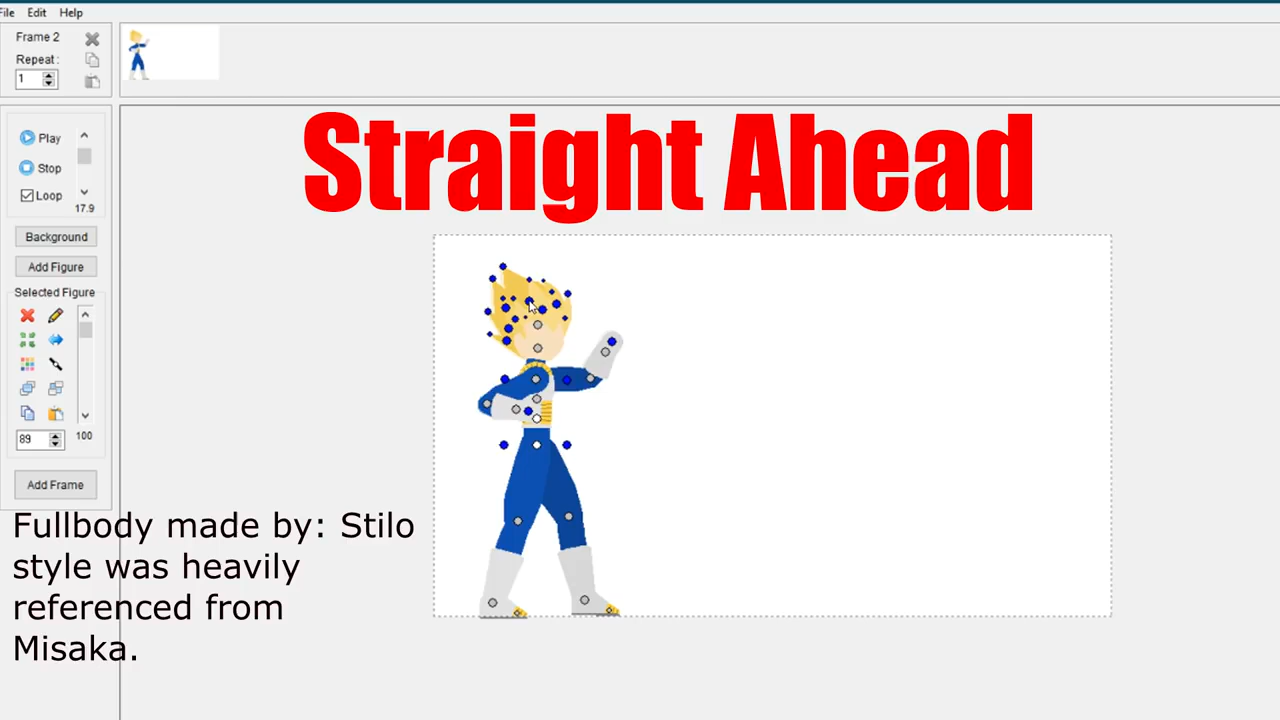 File Edit Help
Frame 2
Repeat:
1
Straight Ahead
Play
Stop
Loop
17.9
Background
Add Figure
Selected Figure
89
100
Add Frame
Fullbody made by: Stilo
style was heavily
referenced from
Misaka.